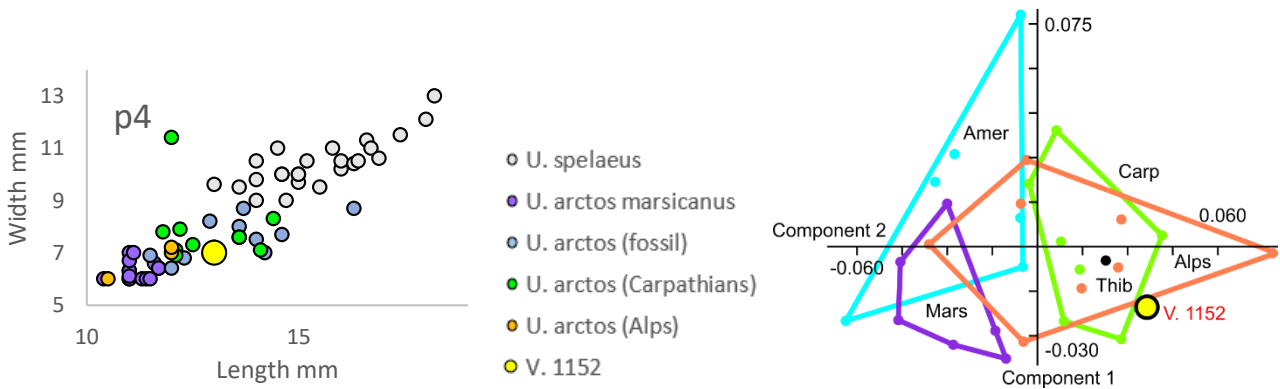 p4
Width mm
13
11
9
7
5
10
15
Length mm
U. spelaeus
U. arctos marsicanus
U. arctos (fossil)
U. arctos (Carpathians)
U. arctos (Alps)
V. 1152
0.075
Amer
Carp
Component 2
0.060
-0.060
Alps
Thib
Mars
V. 1152
-0.030
Component 1